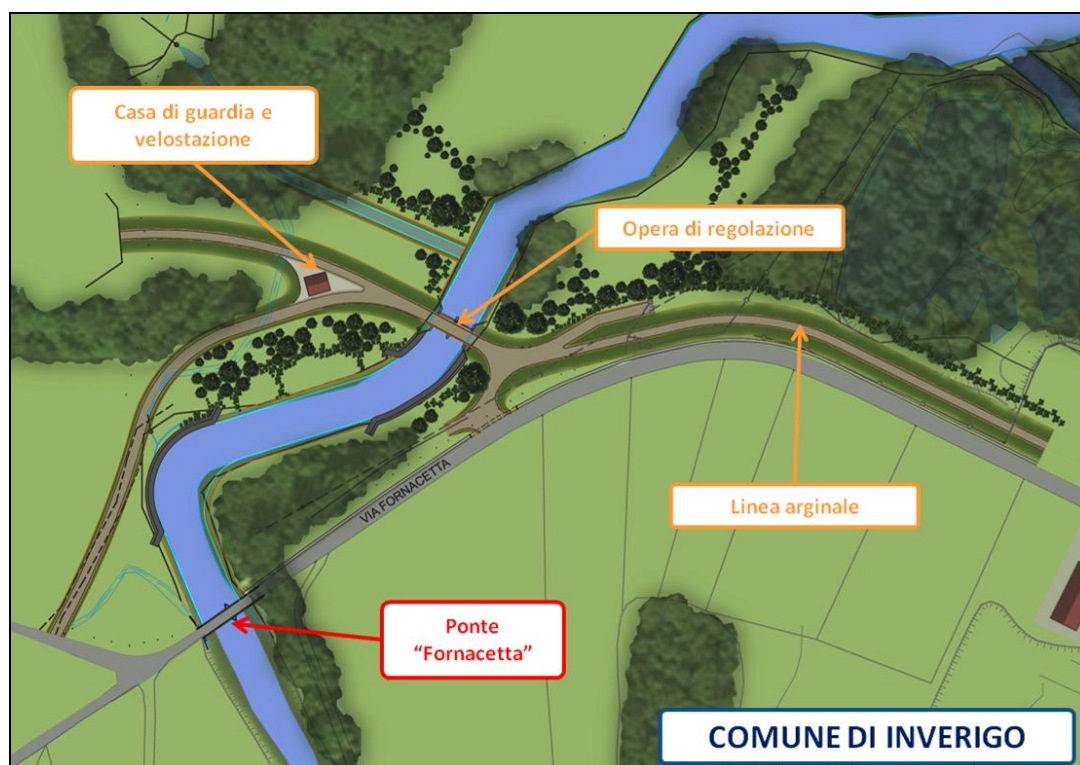 Casa di guardia e
velostazione
Opera di regolazione
Linea arginale
VIA FORNACETTA
Ponte
“Fornacetta”
COMUNE DI INVERIGO